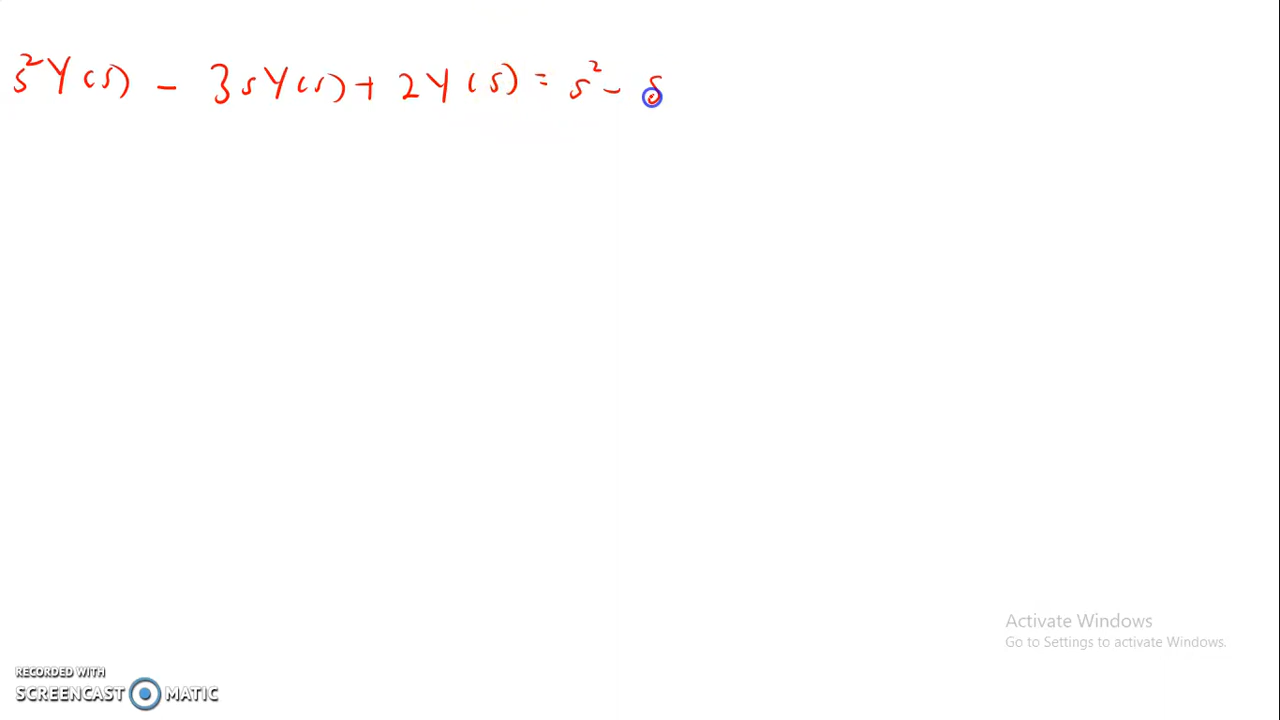 s²Y(s) - 3sY(s) + 2Y(s) = s² - s
Activate Windows
Go to Settings to activate Windows.
RECORDED WITH
SCREENCAST MATIC